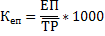 Кеп = ЕП / ТР * 1000